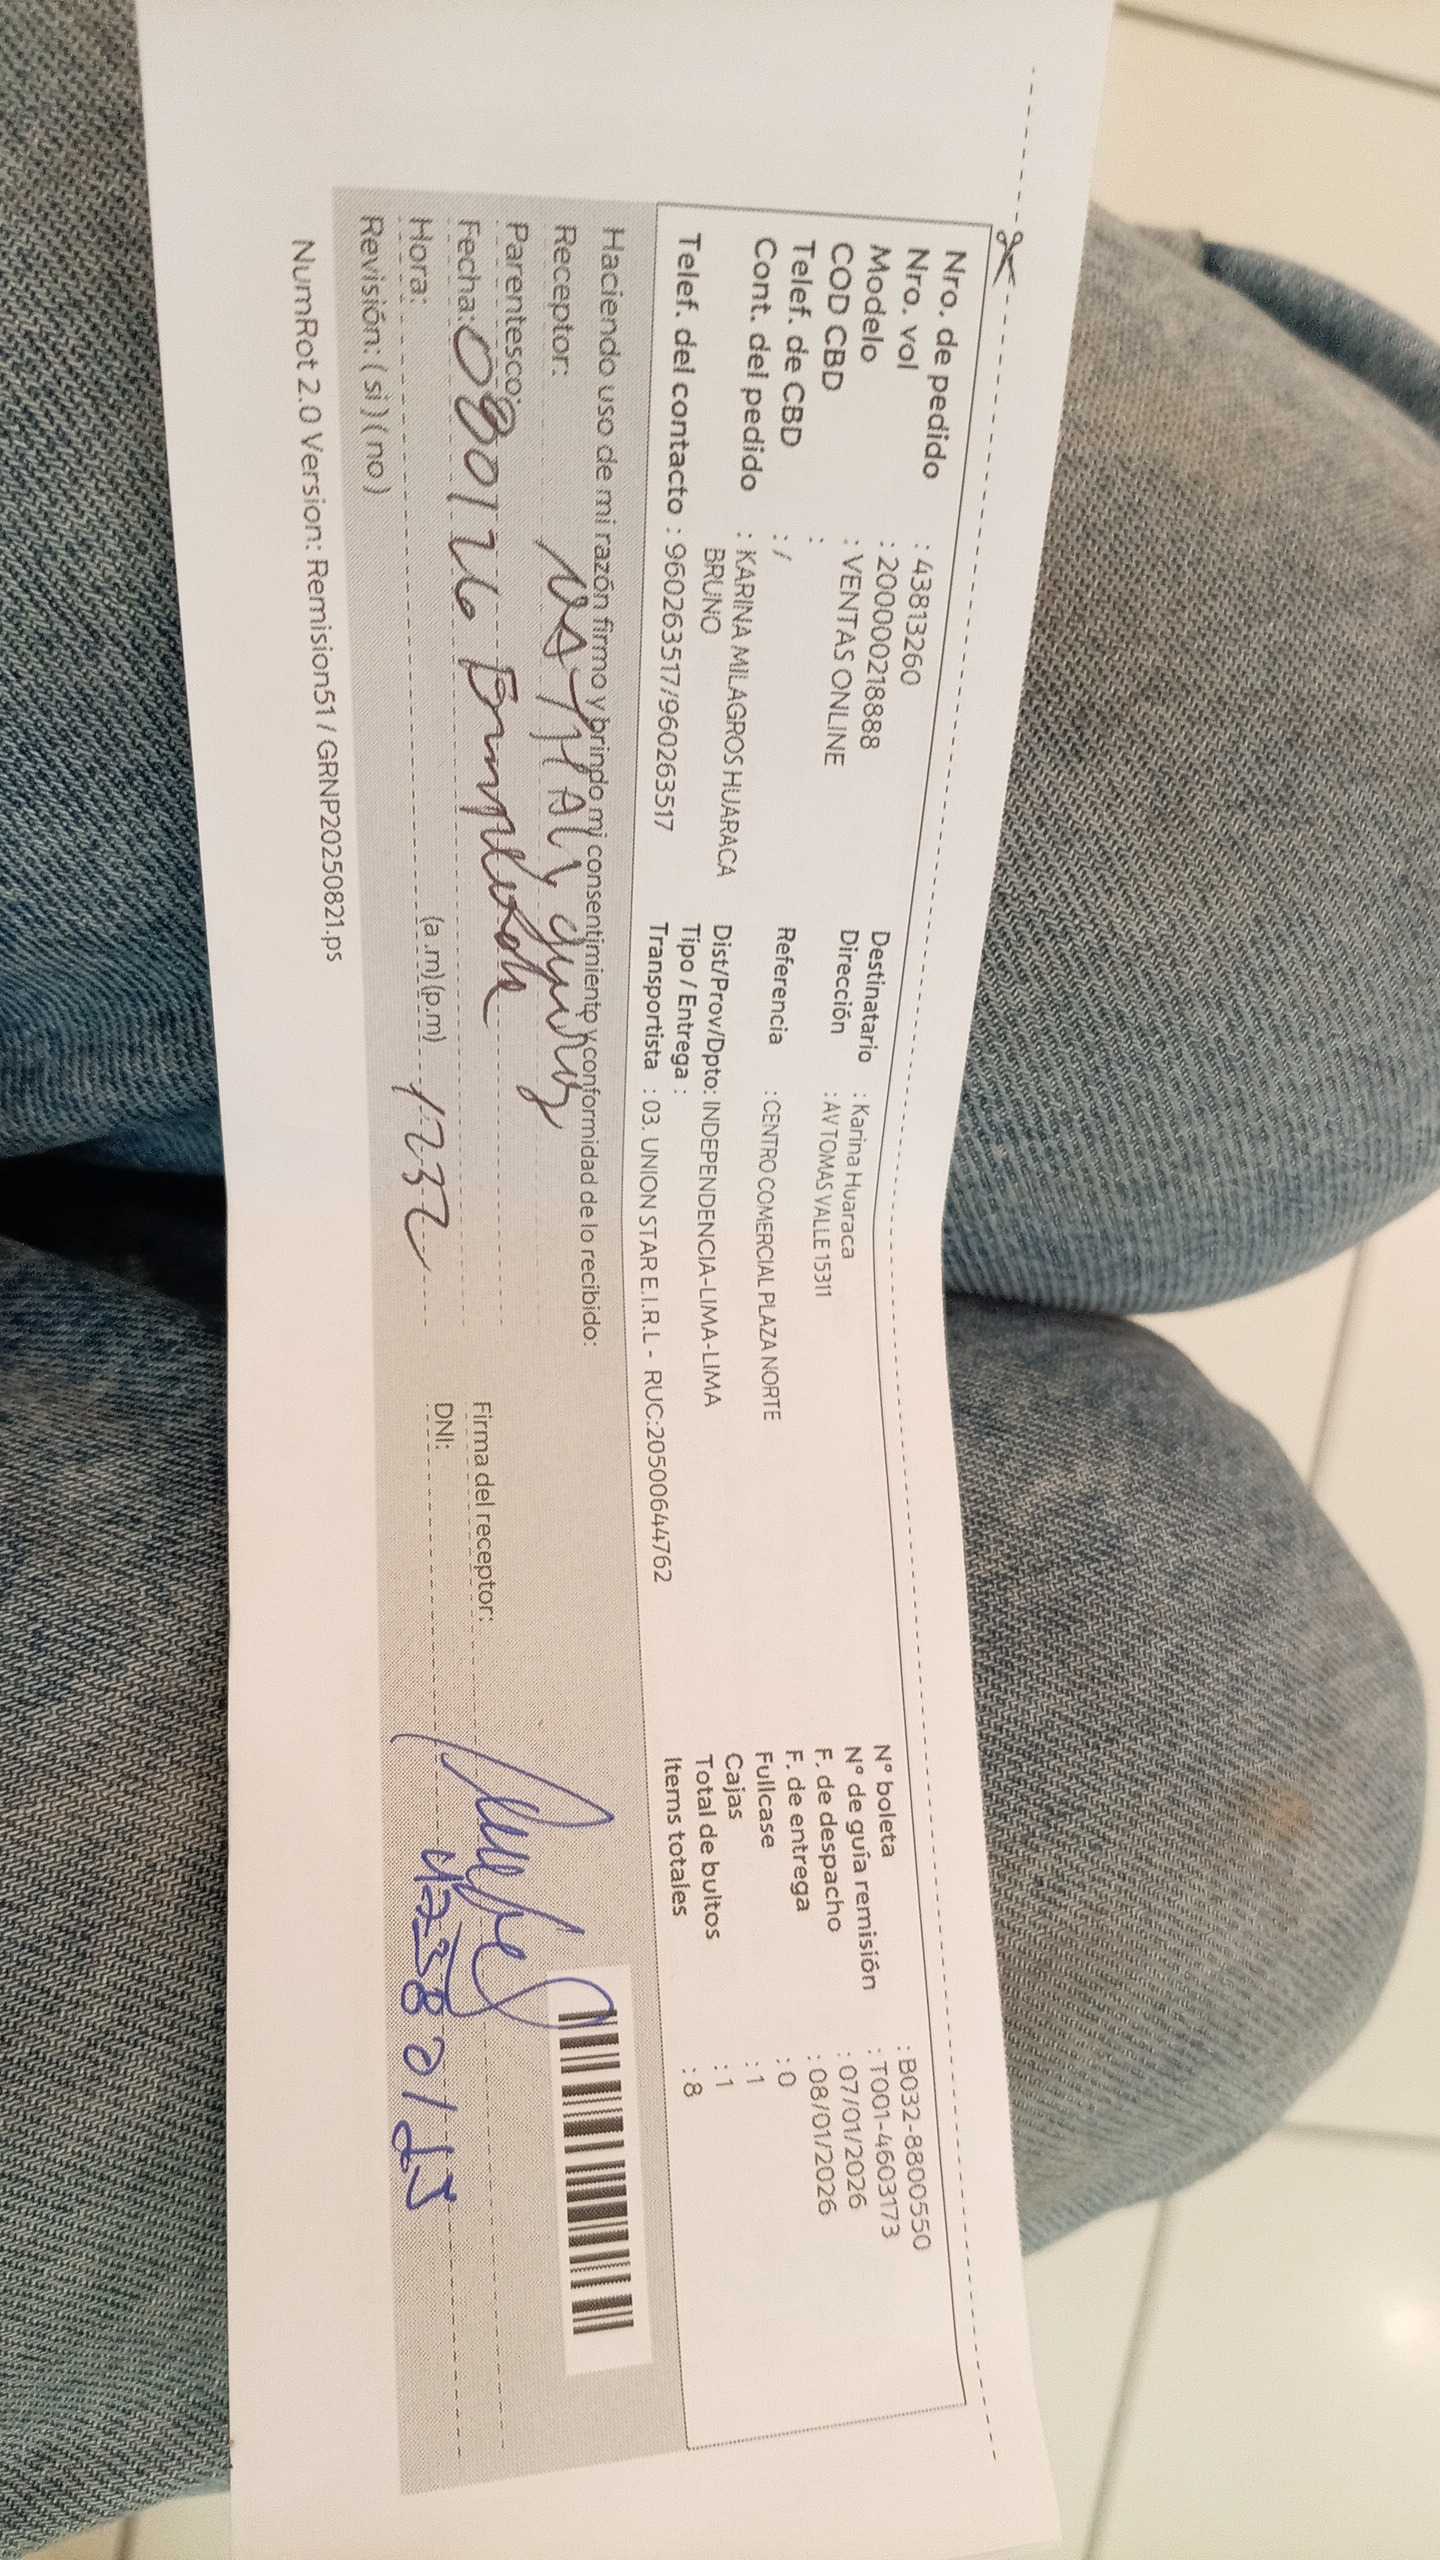 Nro. de pedido : 43813260
Nro. vol : 2000000218888
Modelo : VENTAS ONLINE
COD CBD :
Telef. de CBD : /
Cont. del pedido : KARINA MILAGROS HUARACA
BRUNO
Telef. del contacto : 960263517/960263517
Destinatario : Karina Huaraca
Dirección : AV TOMAS VALLE 15311
Referencia : CENTRO COMERCIAL PLAZA NORTE
Dist/Prov/Dpto: INDEPENDENCIA-LIMA-LIMA
Tipo / Entrega :
Transportista : 03. UNION STAR E.I.R.L - RUC:20500644762
N° boleta : B032-8800550
N° de guía remisión : T001-4603173
F. de despacho : 07/01/2026
F. de entrega : 08/01/2026
Fullcase : 0
Cajas : 1
Total de bultos : 1
Items totales : 8
Haciendo uso de mi razón firmo y brindo mi consentimiento y conformidad de lo recibido:
Receptor:
Parentesco:
Fecha: 080126
Hora: (a.m) (p.m) 1232
Revisión: ( si ) ( no )
Firma del receptor:
DNI:
NumRot 2.0 Version: Remision51 / GRNP20250821.ps